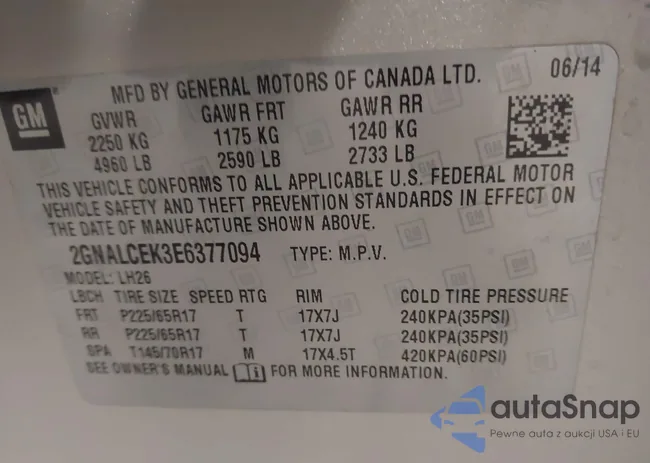 MFD BY GENERAL MOTORS OF CANADA LTD. 06/14
GM
GVWR GAWR FRT GAWR RR
2250 KG 1175 KG 1240 KG
4960 LB 2590 LB 2733 LB
THIS VEHICLE CONFORMS TO ALL APPLICABLE U.S. FEDERAL MOTOR
VEHICLE SAFETY AND THEFT PREVENTION STANDARDS IN EFFECT ON
THE DATE OF MANUFACTURE SHOWN ABOVE.
2GNALCEK3E6377094 TYPE: M.P.V.
MODEL: LH26
LBCH TIRE SIZE SPEED RTG RIM COLD TIRE PRESSURE
FRT P225/65R17 T 17X7J 240KPA(35PSI)
RR P225/65R17 T 17X7J 240KPA(35PSI)
SPA T145/70R17 M 17X4.5T 420KPA(60PSI)
SEE OWNER'S MANUAL FOR MORE INFORMATION.
autaSnap
Pewne auta z aukcji USA i EU